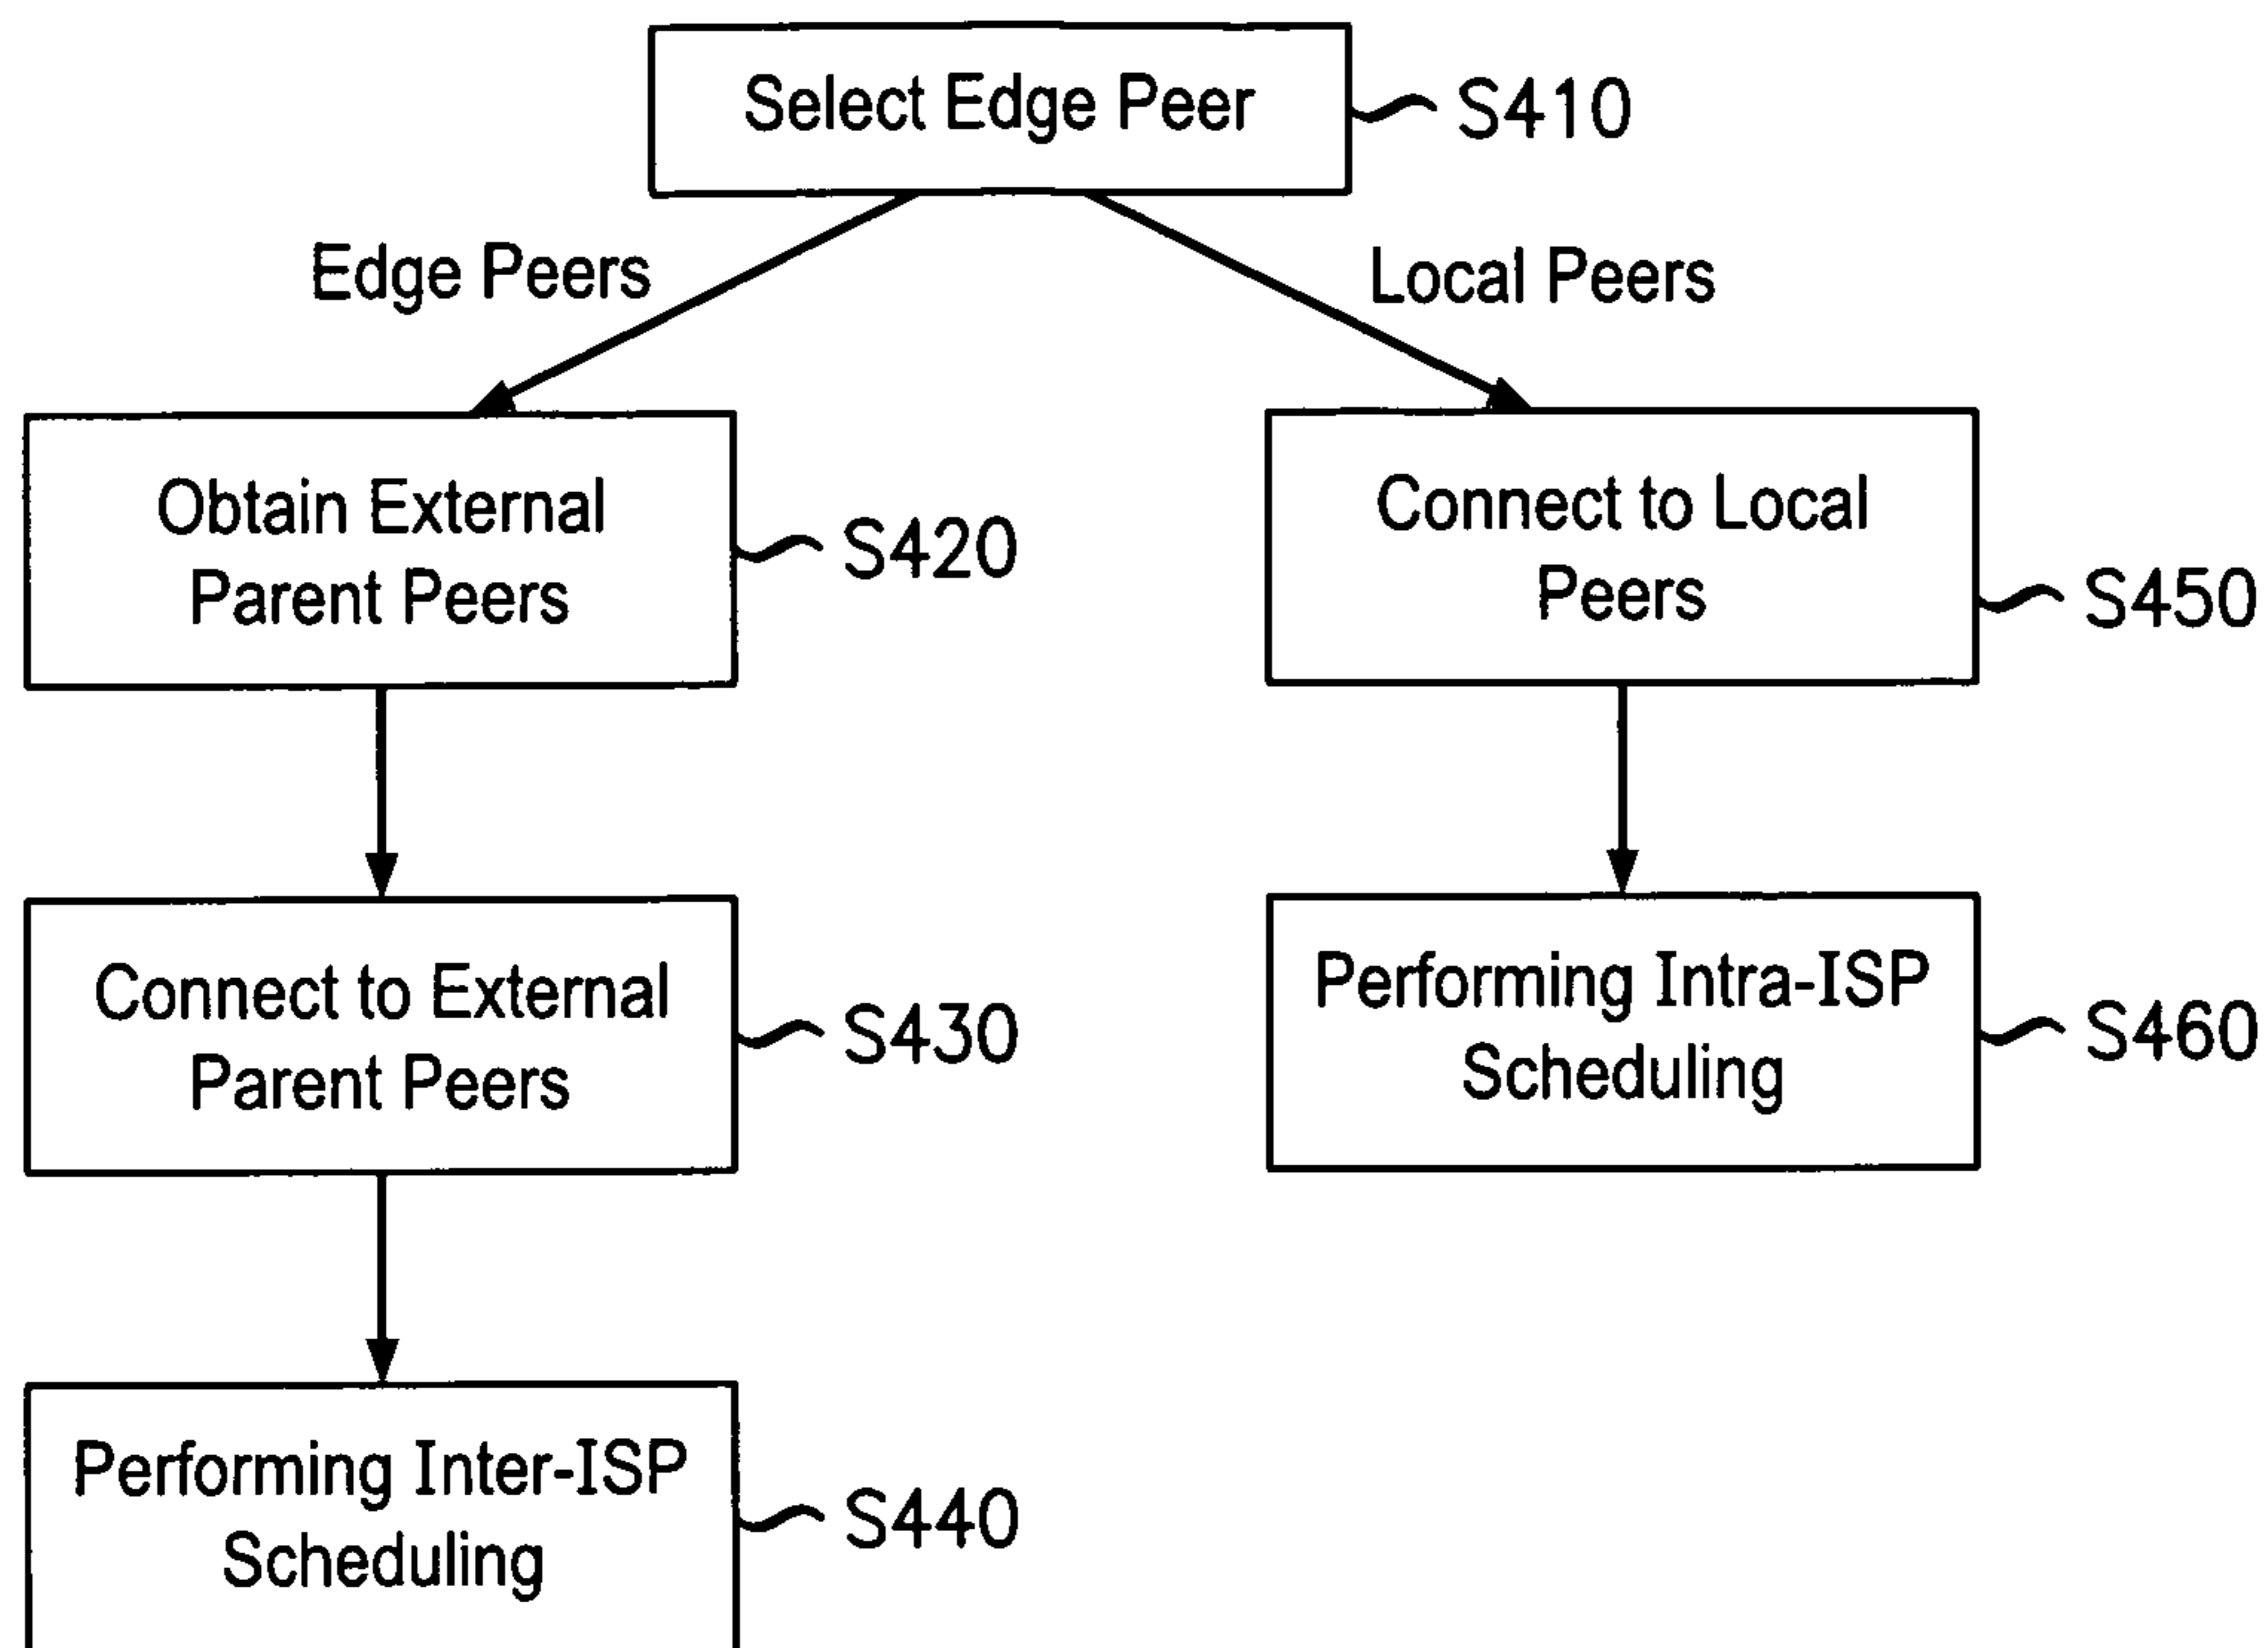 Select Edge Peer
S410
Edge Peers
Local Peers
Obtain External
Parent Peers
S420
Connect to Local
Peers
S450
Connect to External
Parent Peers
S430
Performing Intra-ISP
Scheduling
S460
Performing Inter-ISP
Scheduling
S440